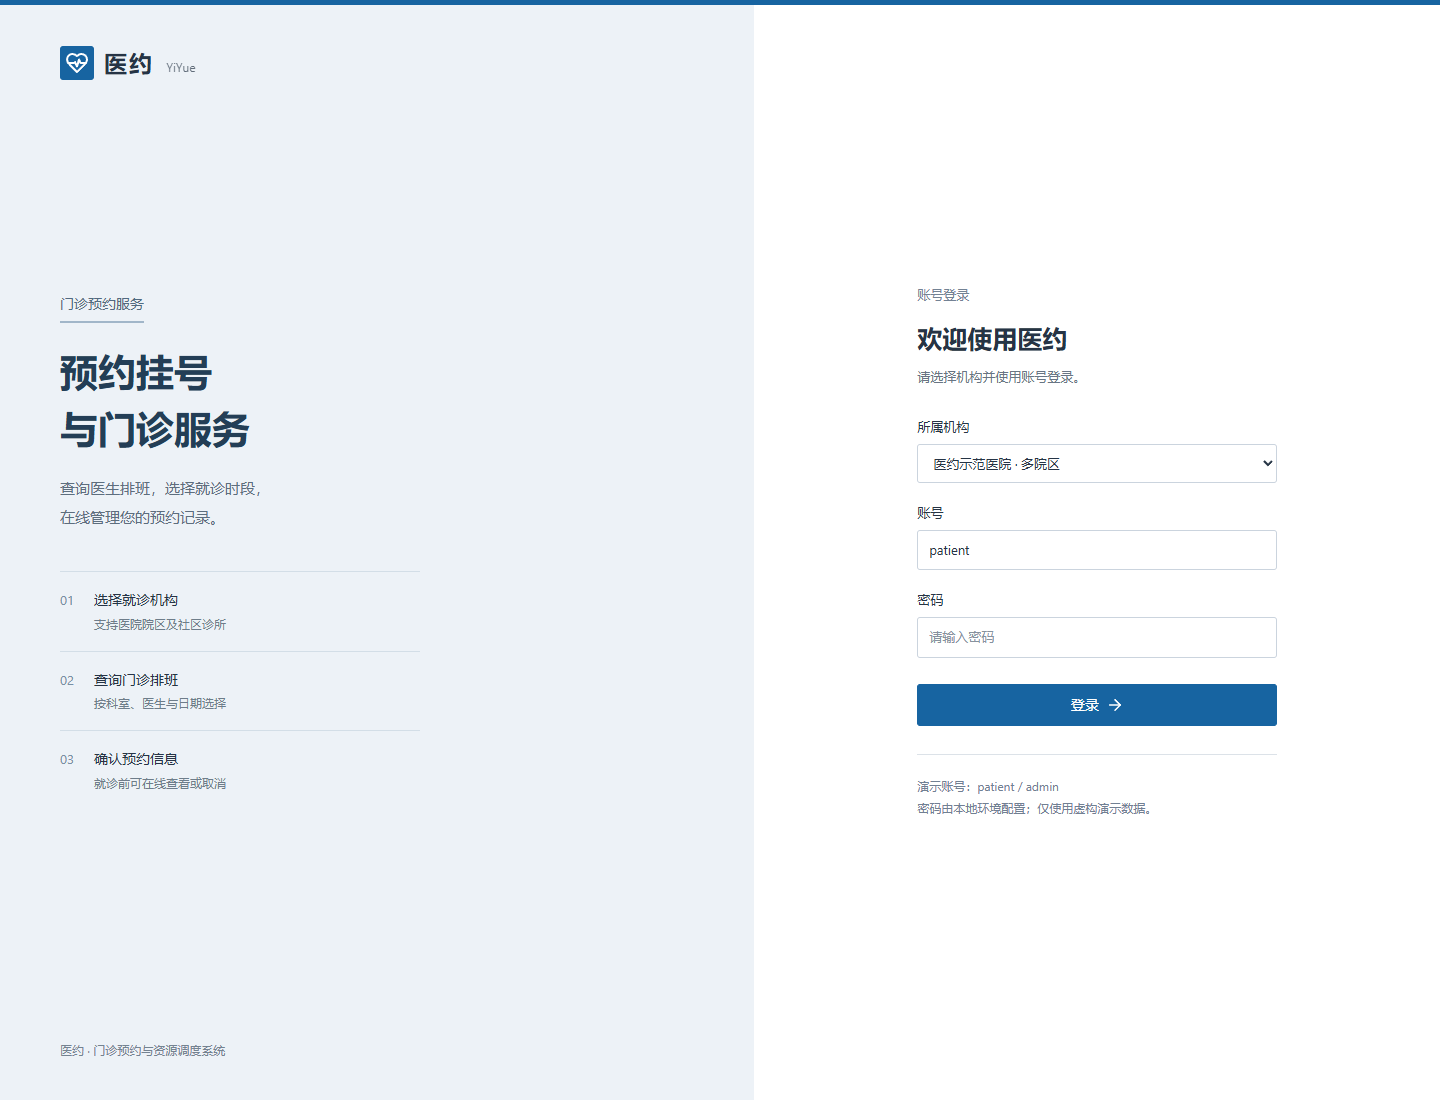 医约 YiYue
门诊预约服务
预约挂号
与门诊服务
查询医生排班，选择就诊时段，
在线管理您的预约记录。
01 选择就诊机构
支持医院院区及社区诊所
02 查询门诊排班
按科室、医生与日期选择
03 确认预约信息
就诊前可在线查看或取消
医约 · 门诊预约与资源调度系统
账号登录
欢迎使用医约
请选择机构并使用账号登录。
所属机构
医约示范医院 · 多院区
账号
patient
密码
请输入密码
登录 →
演示账号：patient / admin
密码由本地环境配置；仅使用虚构演示数据。